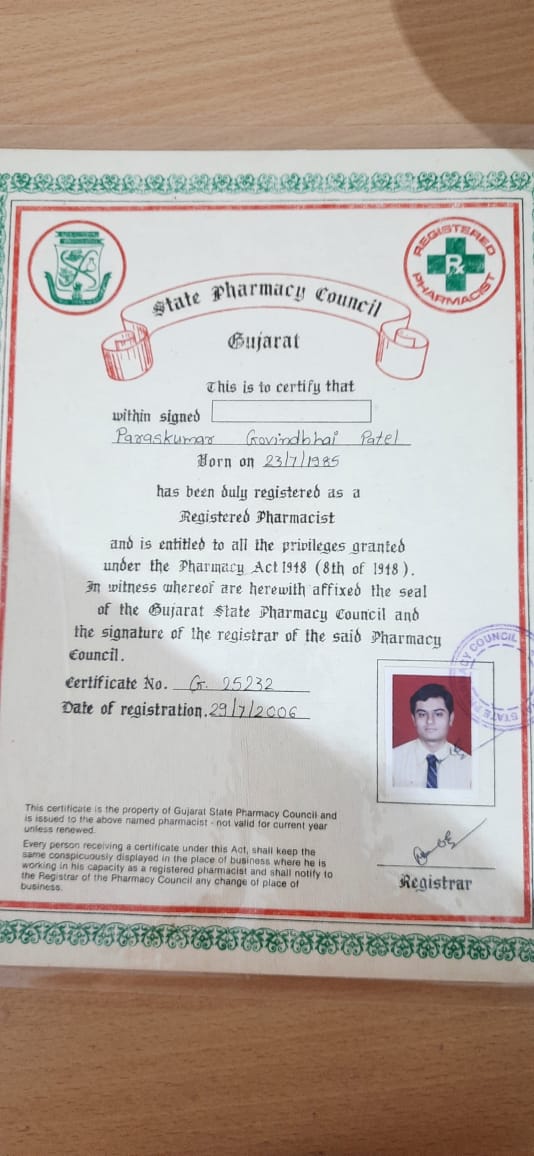 REGISTERED
Rx
PHARMACIST
State Pharmacy Council
Gujarat
This is to certify that
within signed
Paraskumar Govindbhai Patel
Born on 23/7/1985
has been duly registered as a
Registered Pharmacist
and is entitled to all the privileges granted
under the Pharmacy Act 1948 (8th of 1948).
In witness whereof are herewith affixed the seal
of the Gujarat State Pharmacy Council and
the signature of the registrar of the said Pharmacy
Council.
Certificate No. G. 25232
Date of registration. 29/7/2006
CY COUNCIL
STATE
This certificate is the property of Gujarat State Pharmacy Council and
is issued to the above named pharmacist - not valid for current year
unless renewed.
Every person receiving a certificate under this Act, shall keep the
same conspicuously displayed in the place of business where he is
working in his capacity as a registered pharmacist and shall notify to
the Registrar of the Pharmacy Council any change of place of
business.
Registrar